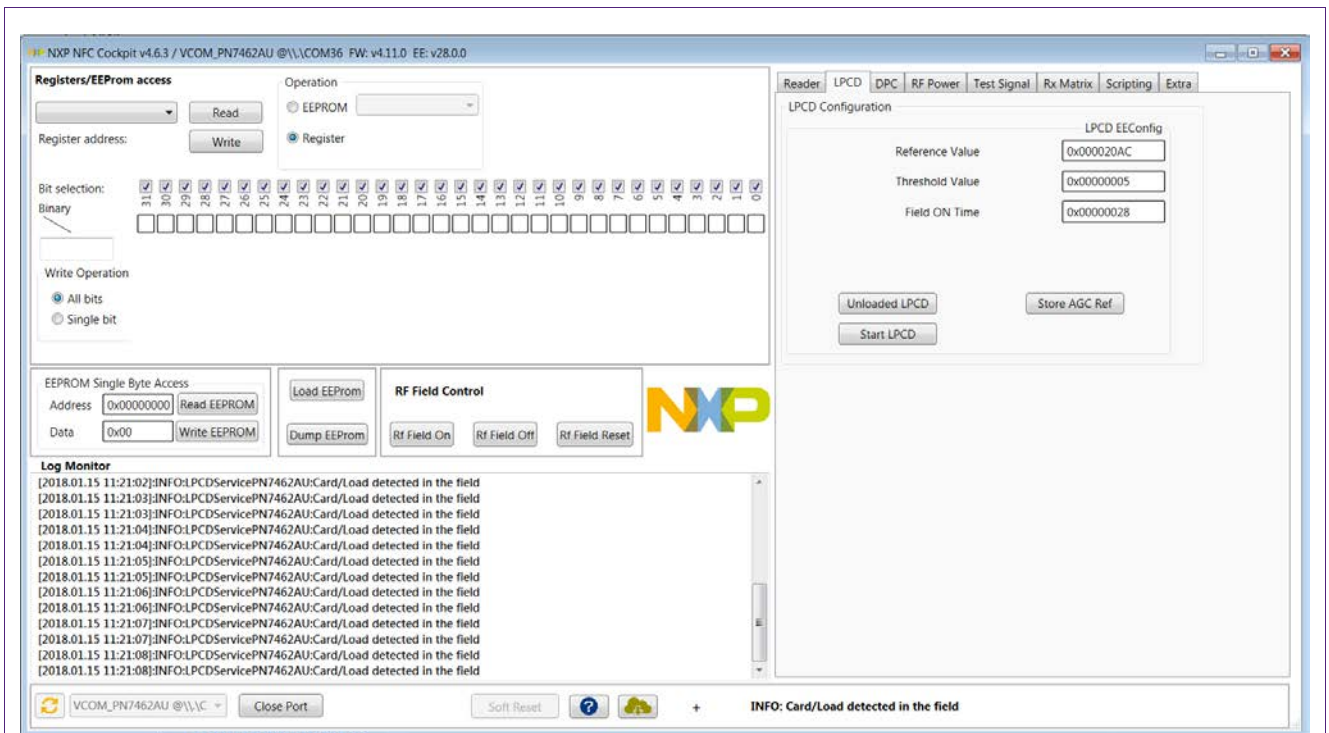 NXP NFC Cockpit v4.6.3 / VCOM_PN7462AU @\\.\COM36 FW: v4.11.0 EE: v28.0.0
Registers/EEProm access
Operation
Read
EEPROM
Register address:
Write
Register
Bit selection:
31 30 29 28 27 26 25 24 23 22 21 20 19 18 17 16 15 14 13 12 11 10 9 8 7 6 5 4 3 2 1 0
Binary
Write Operation
All bits
Single bit
EEPROM Single Byte Access
Address 0x00000000 Read EEPROM
Data 0x00 Write EEPROM
Load EEProm
Dump EEProm
RF Field Control
Rf Field On Rf Field Off Rf Field Reset
NXP
Log Monitor
[2018.01.15 11:21:02]:INFO:LPCDServicePN7462AU:Card/Load detected in the field
[2018.01.15 11:21:03]:INFO:LPCDServicePN7462AU:Card/Load detected in the field
[2018.01.15 11:21:03]:INFO:LPCDServicePN7462AU:Card/Load detected in the field
[2018.01.15 11:21:04]:INFO:LPCDServicePN7462AU:Card/Load detected in the field
[2018.01.15 11:21:04]:INFO:LPCDServicePN7462AU:Card/Load detected in the field
[2018.01.15 11:21:05]:INFO:LPCDServicePN7462AU:Card/Load detected in the field
[2018.01.15 11:21:05]:INFO:LPCDServicePN7462AU:Card/Load detected in the field
[2018.01.15 11:21:06]:INFO:LPCDServicePN7462AU:Card/Load detected in the field
[2018.01.15 11:21:06]:INFO:LPCDServicePN7462AU:Card/Load detected in the field
[2018.01.15 11:21:07]:INFO:LPCDServicePN7462AU:Card/Load detected in the field
[2018.01.15 11:21:07]:INFO:LPCDServicePN7462AU:Card/Load detected in the field
[2018.01.15 11:21:08]:INFO:LPCDServicePN7462AU:Card/Load detected in the field
[2018.01.15 11:21:08]:INFO:LPCDServicePN7462AU:Card/Load detected in the field
Reader LPCD DPC RF Power Test Signal Rx Matrix Scripting Extra
LPCD Configuration
LPCD EEConfig
Reference Value 0x000020AC
Threshold Value 0x00000005
Field ON Time 0x00000028
Unloaded LPCD Store AGC Ref
Start LPCD
VCOM_PN7462AU @\\.\C Close Port Soft Reset ? + INFO: Card/Load detected in the field